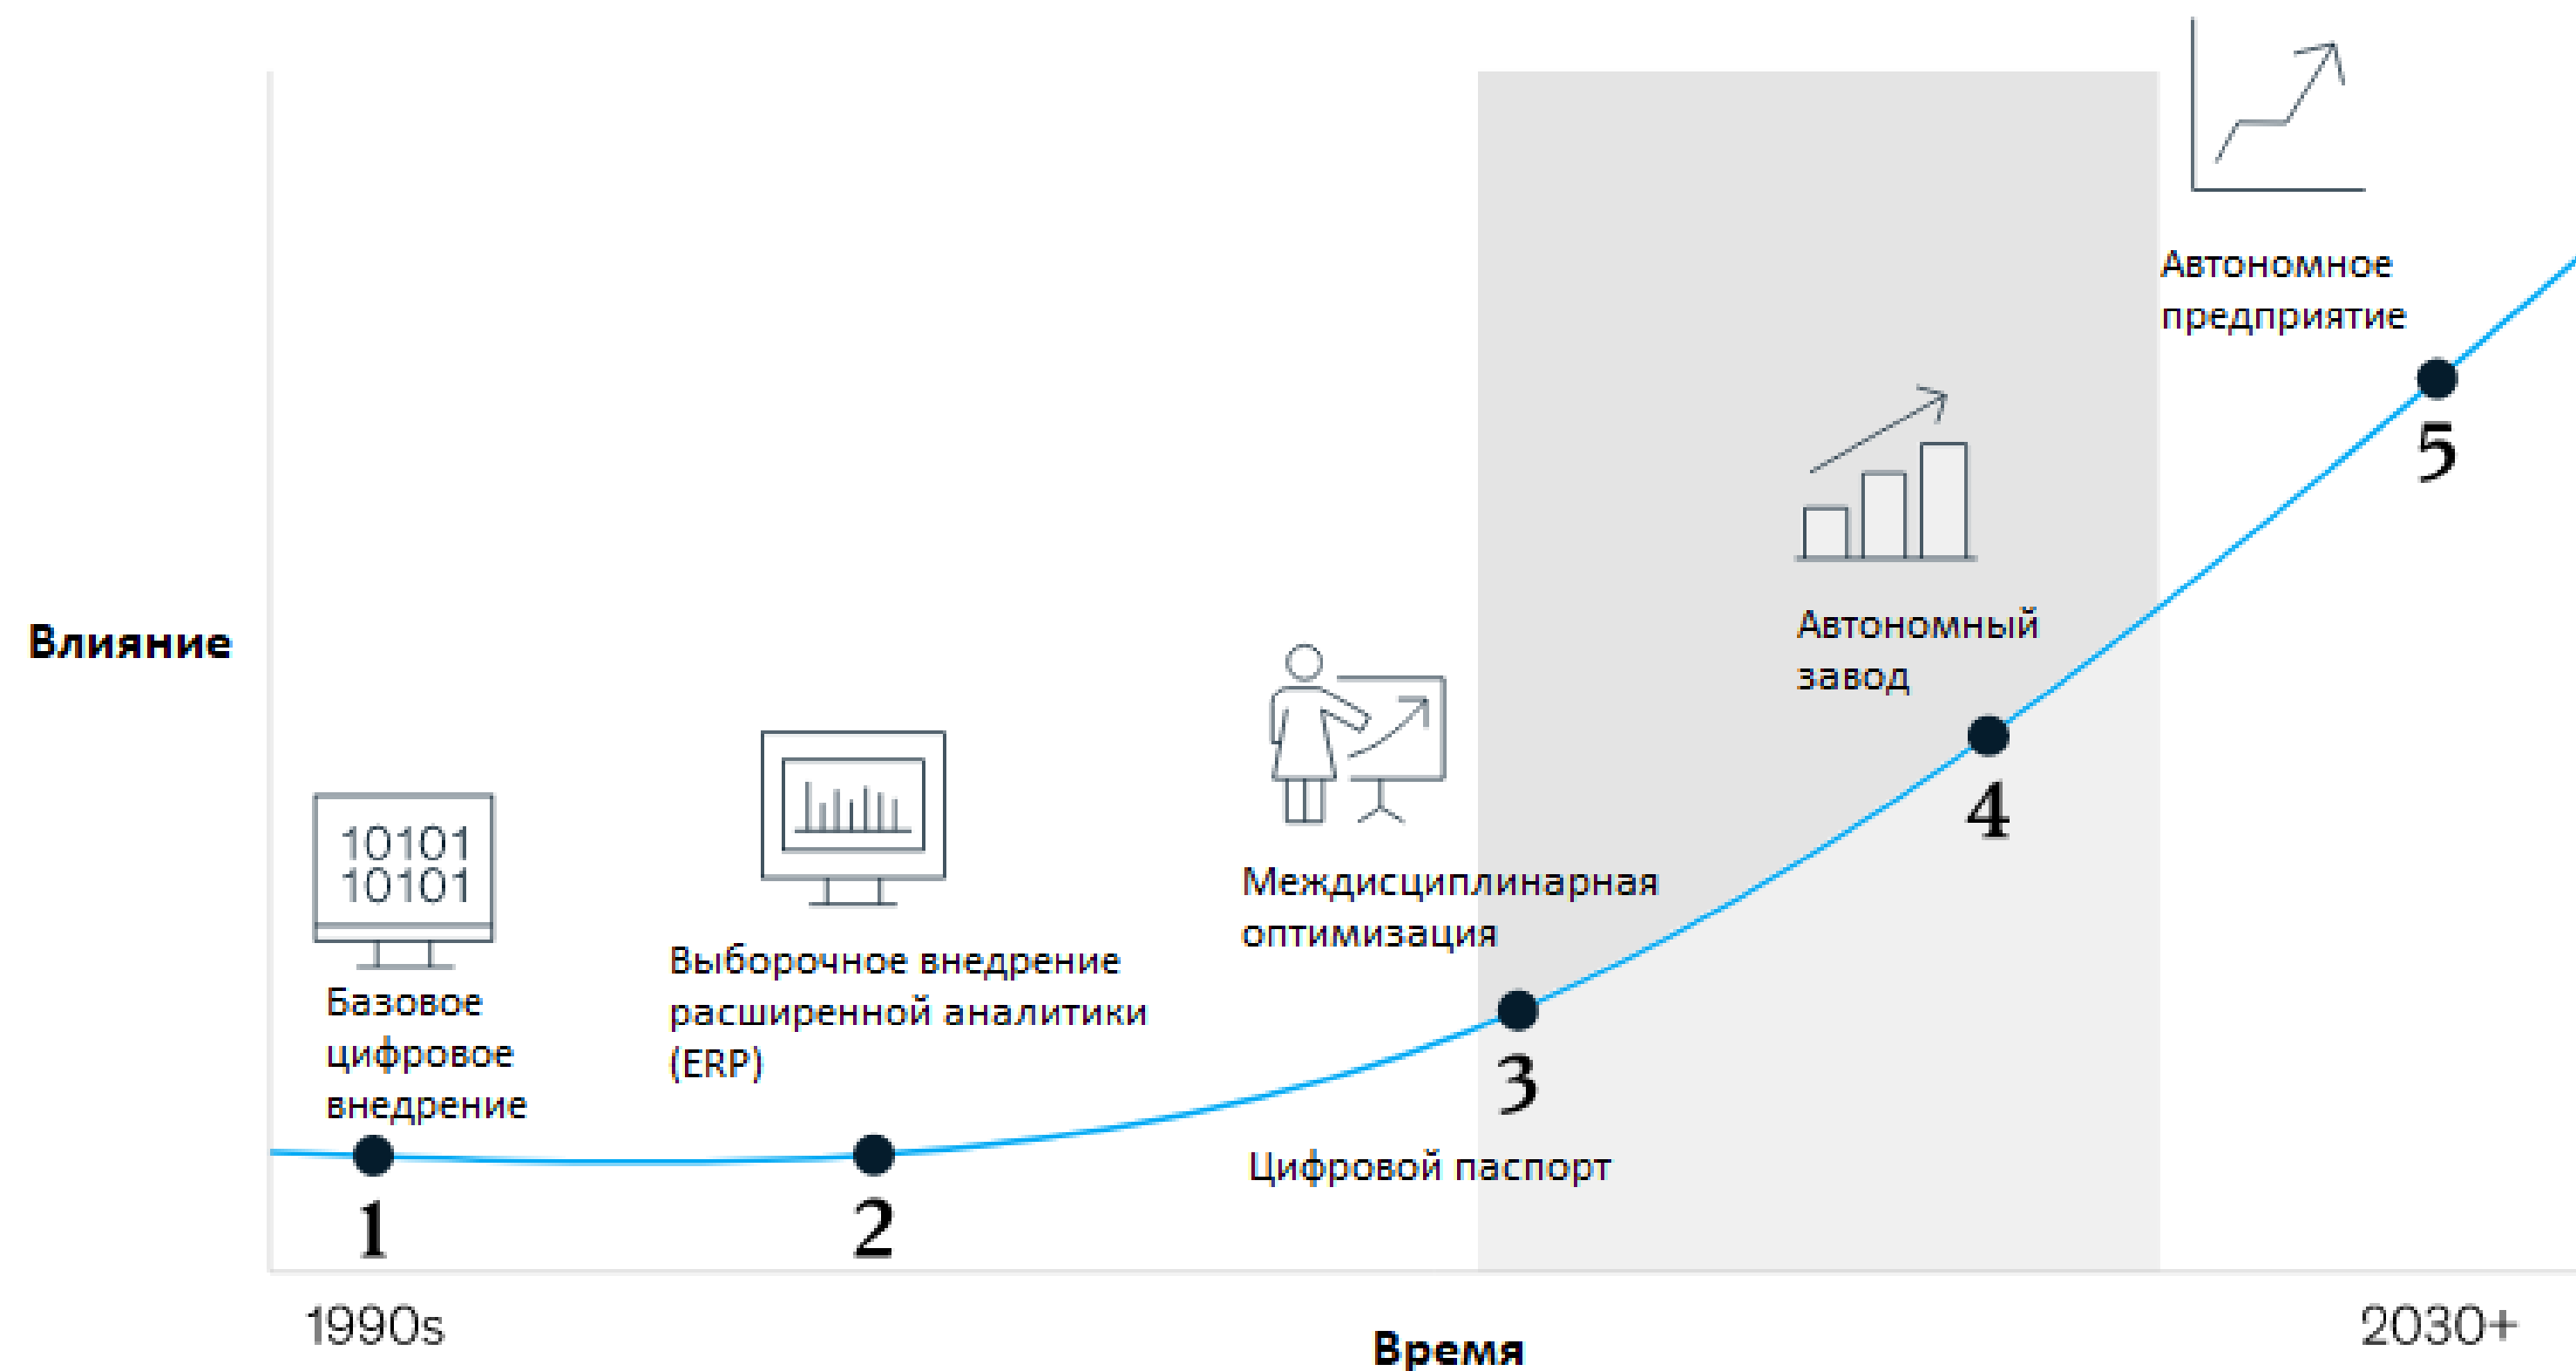 Автономное
предприятие
5
Автономный
завод
4
Влияние
Междисциплинарная
оптимизация
3
Цифровой паспорт
10101
10101
Базовое
цифровое
внедрение
1
Выборочное внедрение
расширенной аналитики
(ERP)
2
1990s
Время
2030+